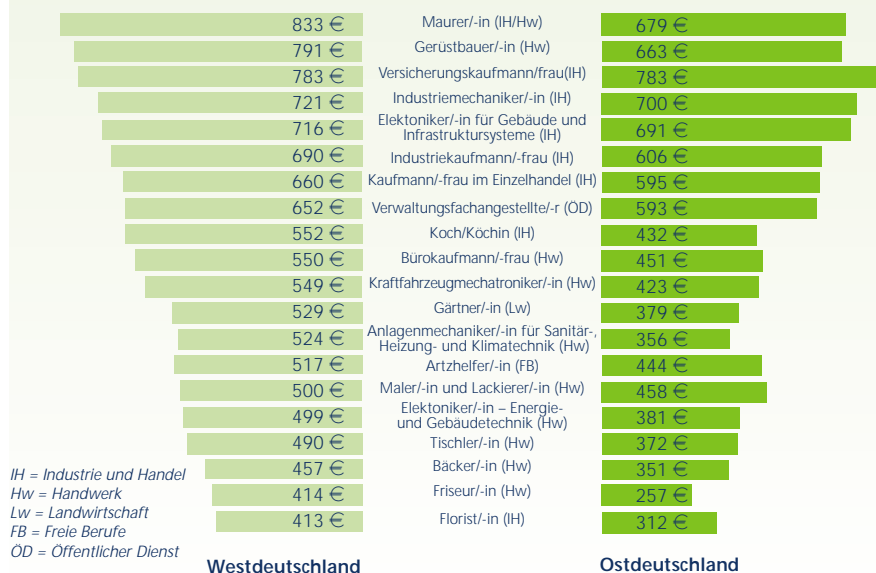 833 € Maurer/-in (IH/Hw) 679 €
791 € Gerüstbauer/-in (Hw) 663 €
783 € Versicherungskaufmann/frau(IH) 783 €
721 € Industriemechaniker/-in (IH) 700 €
716 € Elektoniker/-in für Gebäude und
Infrastruktursysteme (IH) 691 €
690 € Industriekaufmann/-frau (IH) 606 €
660 € Kaufmann/-frau im Einzelhandel (IH) 595 €
652 € Verwaltungsfachangestellte/-r (ÖD) 593 €
552 € Koch/Köchin (IH) 432 €
550 € Bürokaufmann/-frau (Hw) 451 €
549 € Kraftfahrzeugmechatroniker/-in (Hw) 423 €
529 € Gärtner/-in (Lw) 379 €
524 € Anlagenmechaniker/-in für Sanitär-,
Heizung- und Klimatechnik (Hw) 356 €
517 € Artzhelfer/-in (FB) 444 €
500 € Maler/-in und Lackierer/-in (Hw) 458 €
499 € Elektoniker/-in – Energie-
und Gebäudetechnik (Hw) 381 €
490 € Tischler/-in (Hw) 372 €
457 € Bäcker/-in (Hw) 351 €
414 € Friseur/-in (Hw) 257 €
413 € Florist/-in (IH) 312 €
IH = Industrie und Handel
Hw = Handwerk
Lw = Landwirtschaft
FB = Freie Berufe
ÖD = Öffentlicher Dienst
Westdeutschland Ostdeutschland